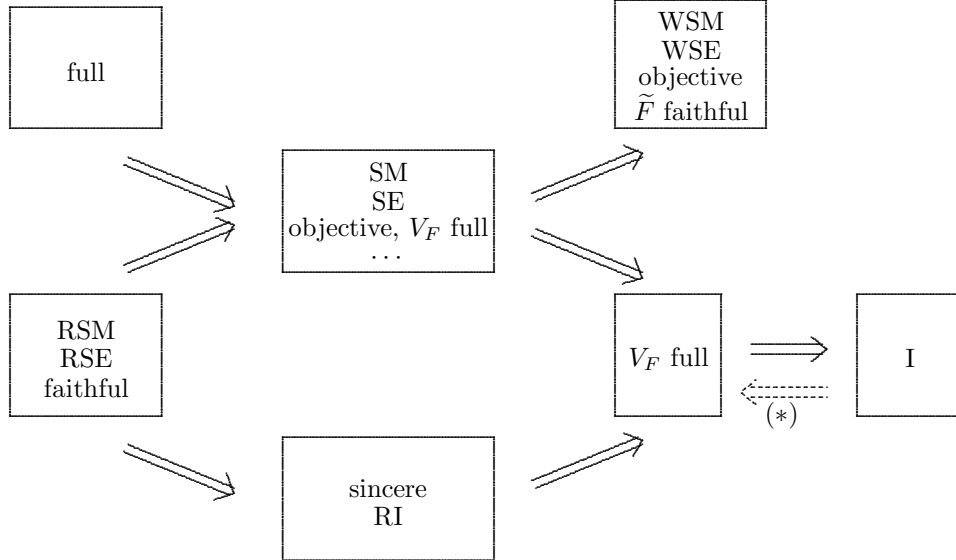 full
WSM
WSE
objective
F̃ faithful
SM
SE
objective, V_F full
...
RSM
RSE
faithful
V_F full
I
(*)
sincere
RI